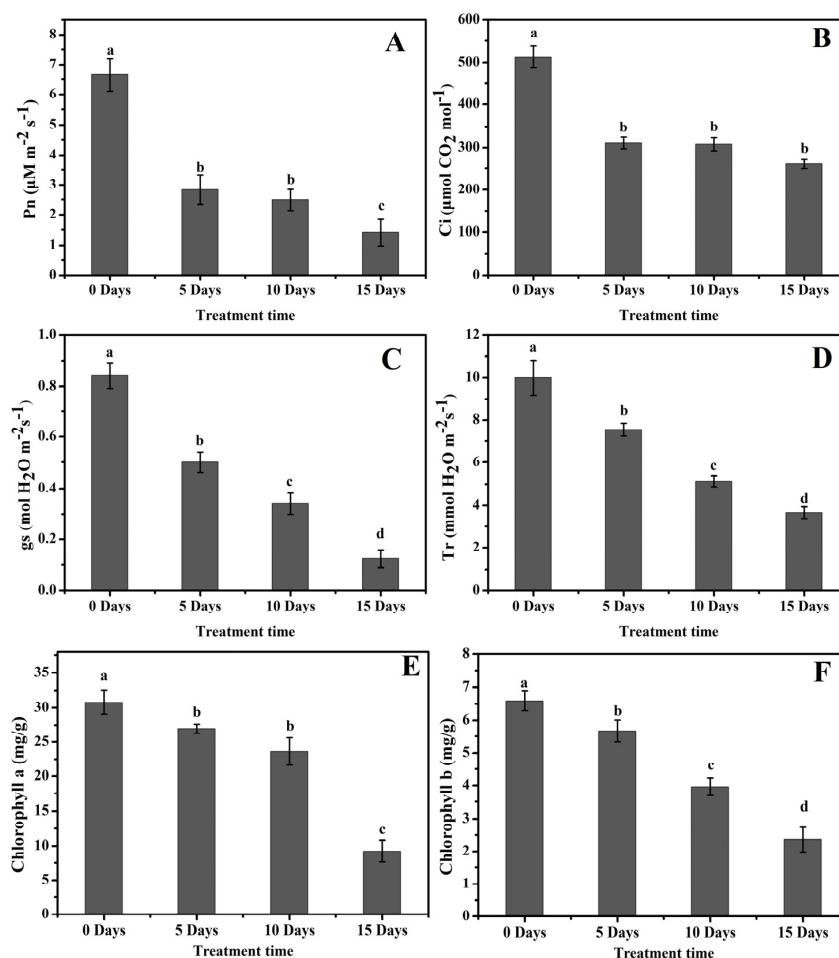 A
Pn (µM m⁻² s⁻¹)
8
7
6
5
4
3
2
1
0
a
b
b
c
0 Days 5 Days 10 Days 15 Days
Treatment time
B
Ci (µmol CO₂ mol⁻¹)
600
500
400
300
200
100
0
a
b
b
b
0 Days 5 Days 10 Days 15 Days
Treatment time
C
gs (mol H₂O m⁻²s⁻¹)
1.0
0.8
0.6
0.4
0.2
0.0
a
b
c
d
0 Days 5 Days 10 Days 15 Days
Treatment time
D
Tr (mmol H₂O m⁻²s⁻¹)
12
10
8
6
4
2
0
a
b
c
d
0 Days 5 Days 10 Days 15 Days
Treatment time
E
Chlorophyll a (mg/g)
35
30
25
20
15
10
5
0
a
b
b
c
0 Days 5 Days 10 Days 15 Days
Treatment time
F
Chlorophyll b (mg/g)
8
7
6
5
4
3
2
1
0
a
b
c
d
0 Days 5 Days 10 Days 15 Days
Treatment time